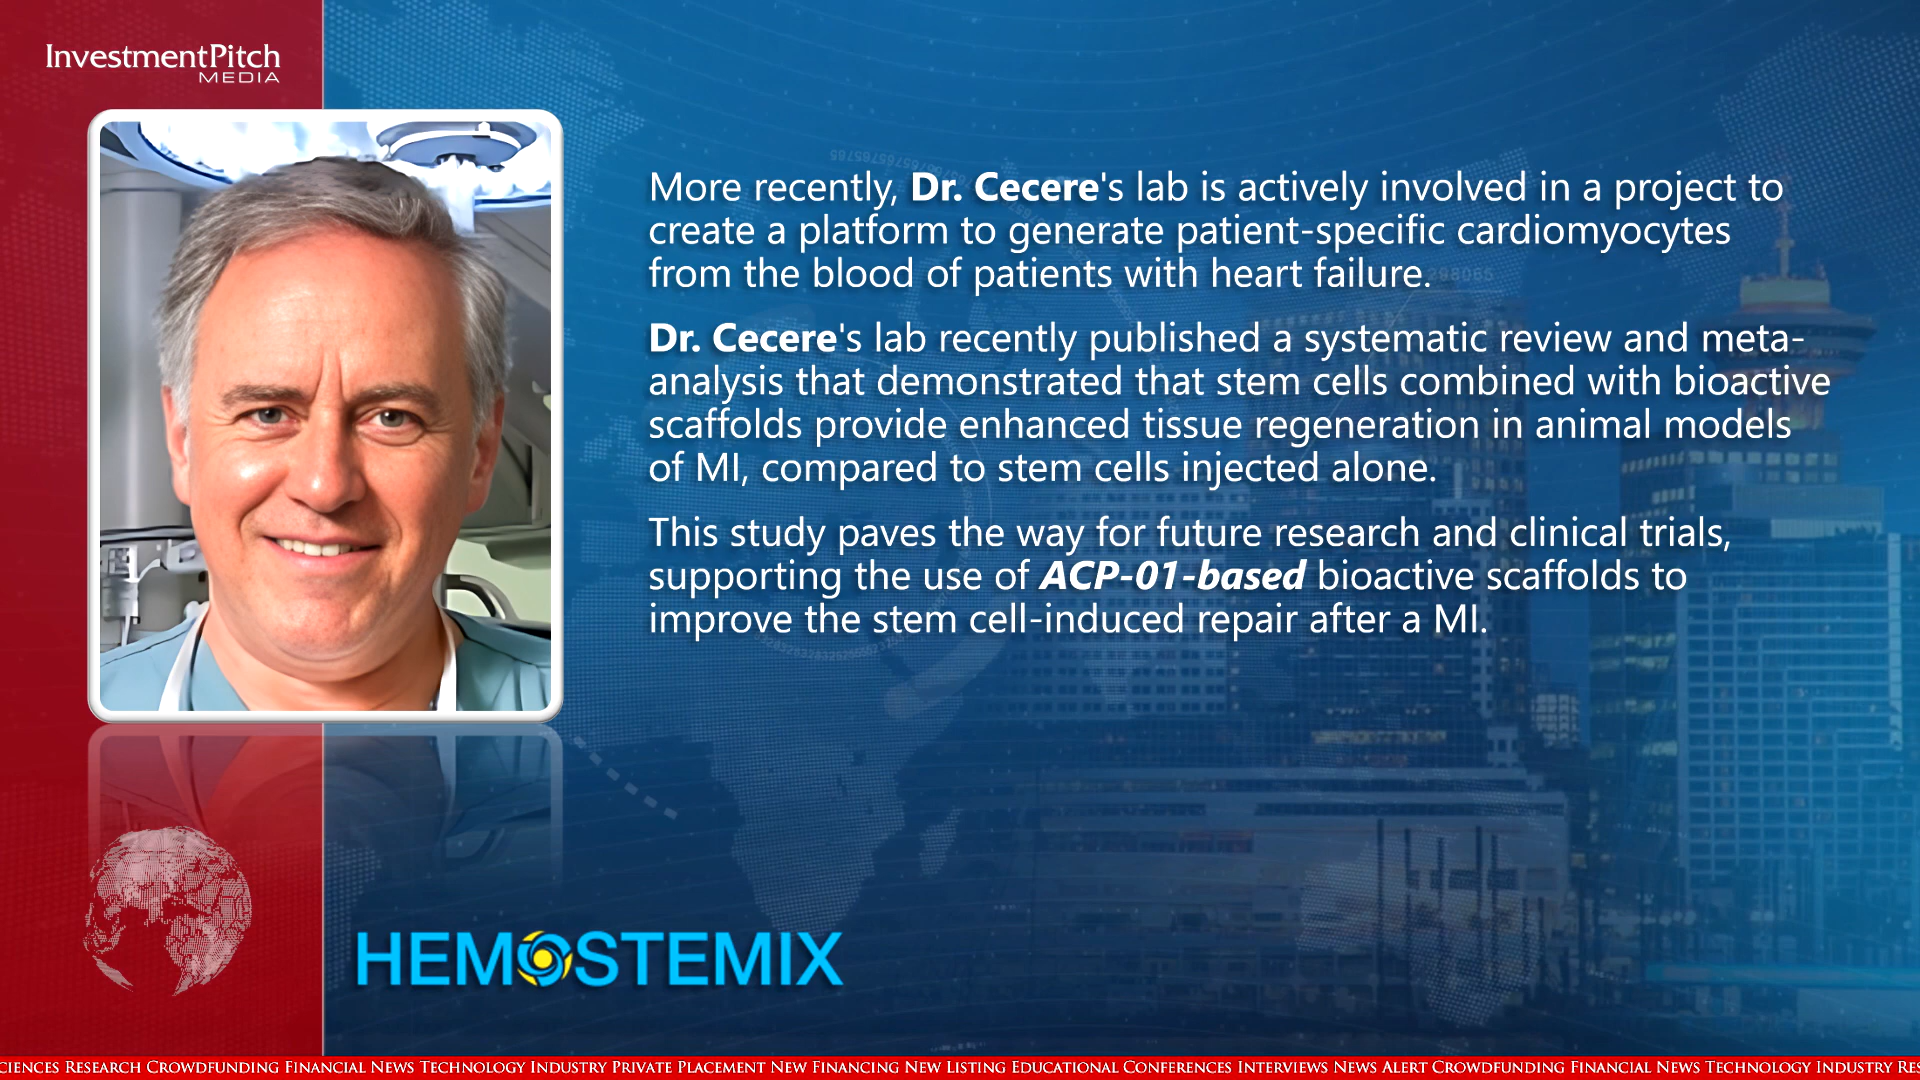 InvestmentPitch
MEDIA
More recently, Dr. Cecere's lab is actively involved in a project to
create a platform to generate patient-specific cardiomyocytes
from the blood of patients with heart failure.
Dr. Cecere's lab recently published a systematic review and meta-
analysis that demonstrated that stem cells combined with bioactive
scaffolds provide enhanced tissue regeneration in animal models
of MI, compared to stem cells injected alone.
This study paves the way for future research and clinical trials,
supporting the use of ACP-01-based bioactive scaffolds to
improve the stem cell-induced repair after a MI.
HEMOSTEMIX
CIENCES RESEARCH CROWDFUNDING FINANCIAL NEWS TECHNOLOGY INDUSTRY PRIVATE PLACEMENT NEW FINANCING NEW LISTING EDUCATIONAL CONFERENCES INTERVIEWS NEWS ALERT CROWDFUNDING FINANCIAL NEWS TECHNOLOGY INDUSTRY RES